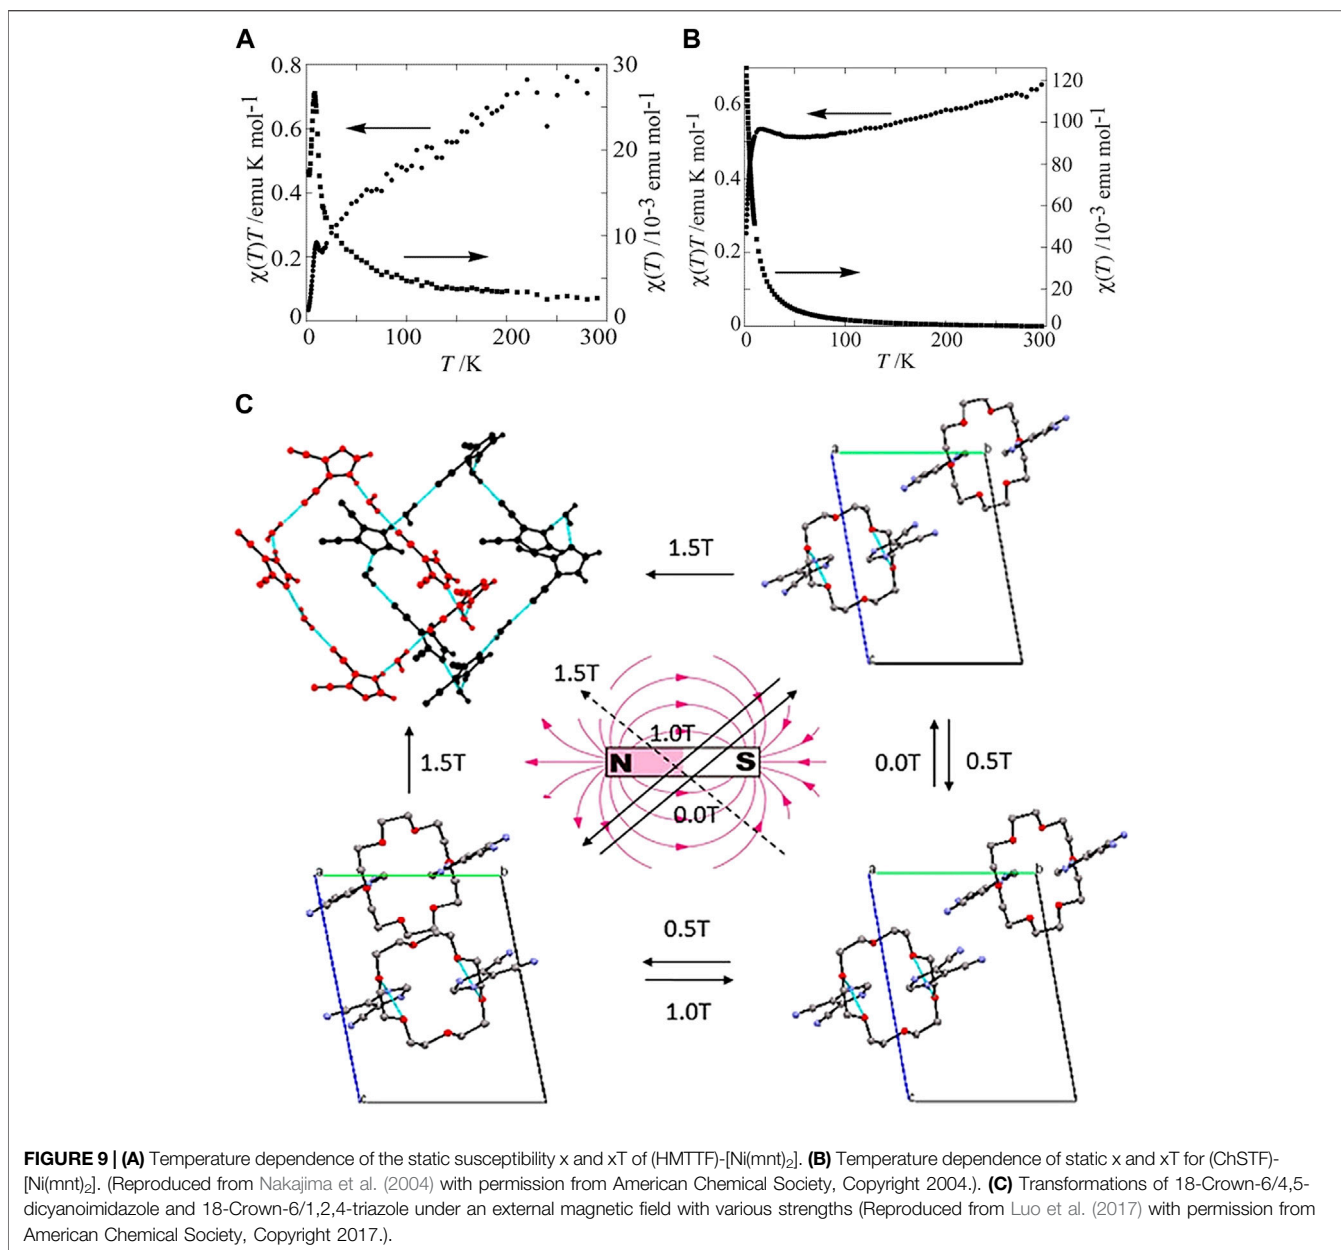 A
B
0.8
0.6
0.4
0.2
0
χ(T)T /emu K mol-1
30
20
10
0
χ(T) /10-3 emu mol-1
0 100 200 300
T /K
0.6
0.4
0.2
0
χ(T)T /emu K mol-1
120
100
80
60
40
20
0
χ(T) /10-3 emu mol-1
0 100 200 300
T /K
C
a b
c
1.5T
1.5T
1.0T
N S
0.0T
1.5T
0.0T 0.5T
a b
c
0.5T
1.0T
a b
c
FIGURE 9 | (A) Temperature dependence of the static susceptibility x and xT of (HMTTF)-[Ni(mnt)2]. (B) Temperature dependence of static x and xT for (ChSTF)-
[Ni(mnt)2]. (Reproduced from Nakajima et al. (2004) with permission from American Chemical Society, Copyright 2004.). (C) Transformations of 18-Crown-6/4,5-
dicyanoimidazole and 18-Crown-6/1,2,4-triazole under an external magnetic field with various strengths (Reproduced from Luo et al. (2017) with permission from
American Chemical Society, Copyright 2017.).